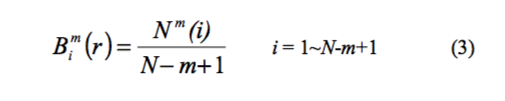 B_i^m(r) = N^m(i) / (N − m+1)    i = 1~N-m+1    (3)